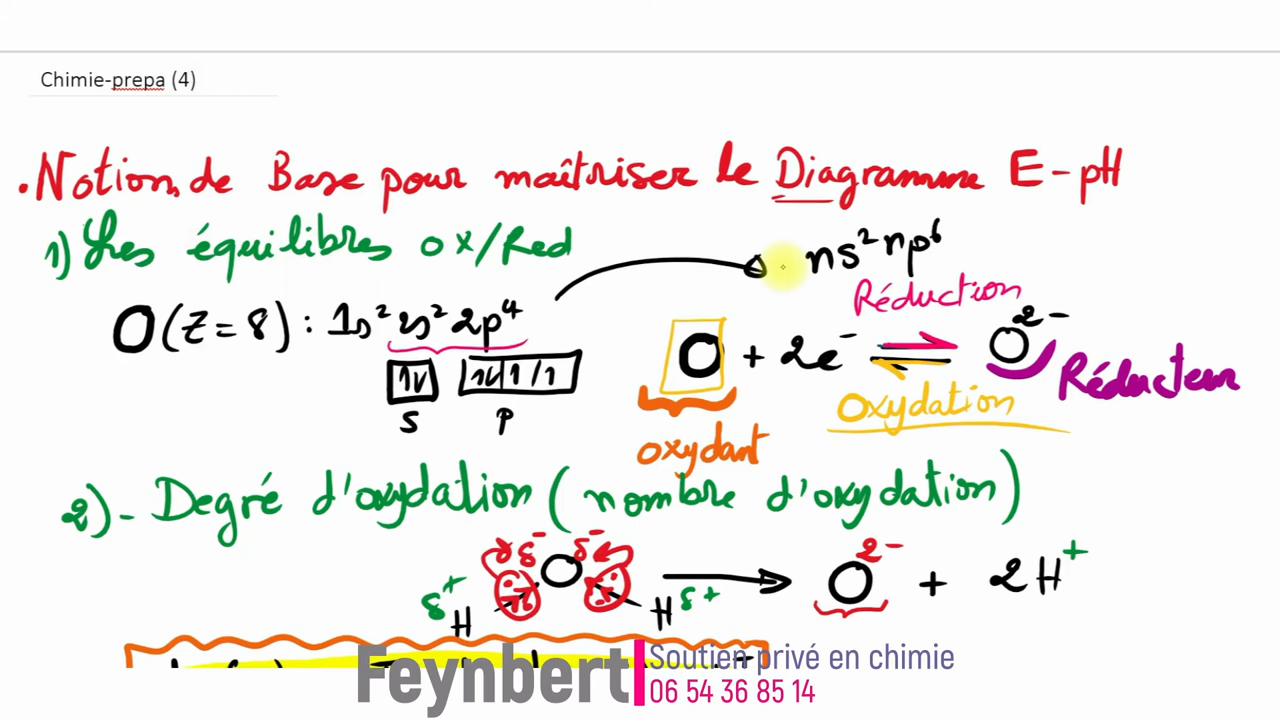 Chimie-prepa (4)
. Notion de Base pour maîtriser le Diagramme E-pH
1) Les équilibres ox/Red
ns² np⁶
O (Z=8) : 1s² 2s² 2p⁴
S
P
O + 2e⁻ ⇌ O²⁻
Réduction
Oxydation
oxydant
Réducteur
2)- Degré d'oxydation (nombre d'oxydation)
δ⁻ O δ⁻
δ⁺ H H δ⁺
→ O²⁻ + 2H⁺
Feynbert
Soutien privé en chimie
06 54 36 85 14